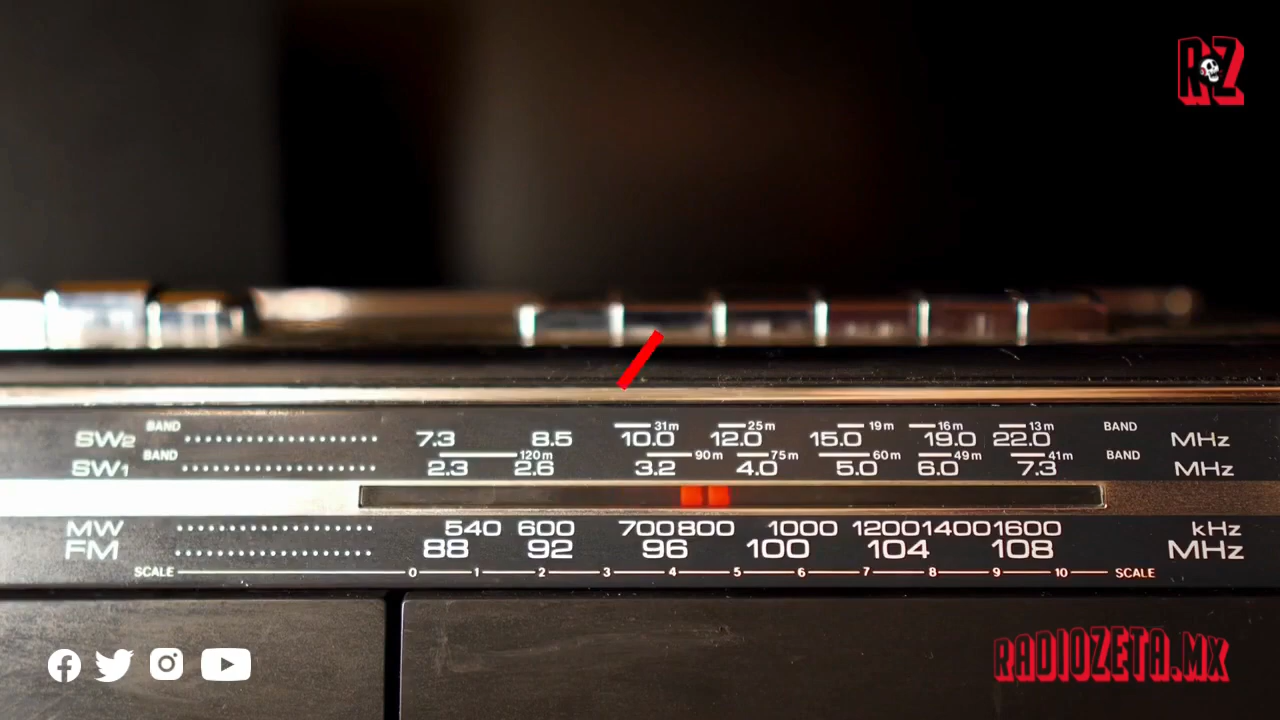 RZ
BAND
31m 25m 19m 16m 13m BAND
SW2 7.3 8.5 10.0 12.0 15.0 19.0 22.0 MHz
BAND 120m 90m 75m 60m 49m 41m BAND
SW1 2.3 2.6 3.2 4.0 5.0 6.0 7.3 MHz
MW 540 600 700 800 1000 1200 1400 1600 kHz
FM 88 92 96 100 104 108 MHz
SCALE 0 1 2 3 4 5 6 7 8 9 10 SCALE
RADIOZETA.MX